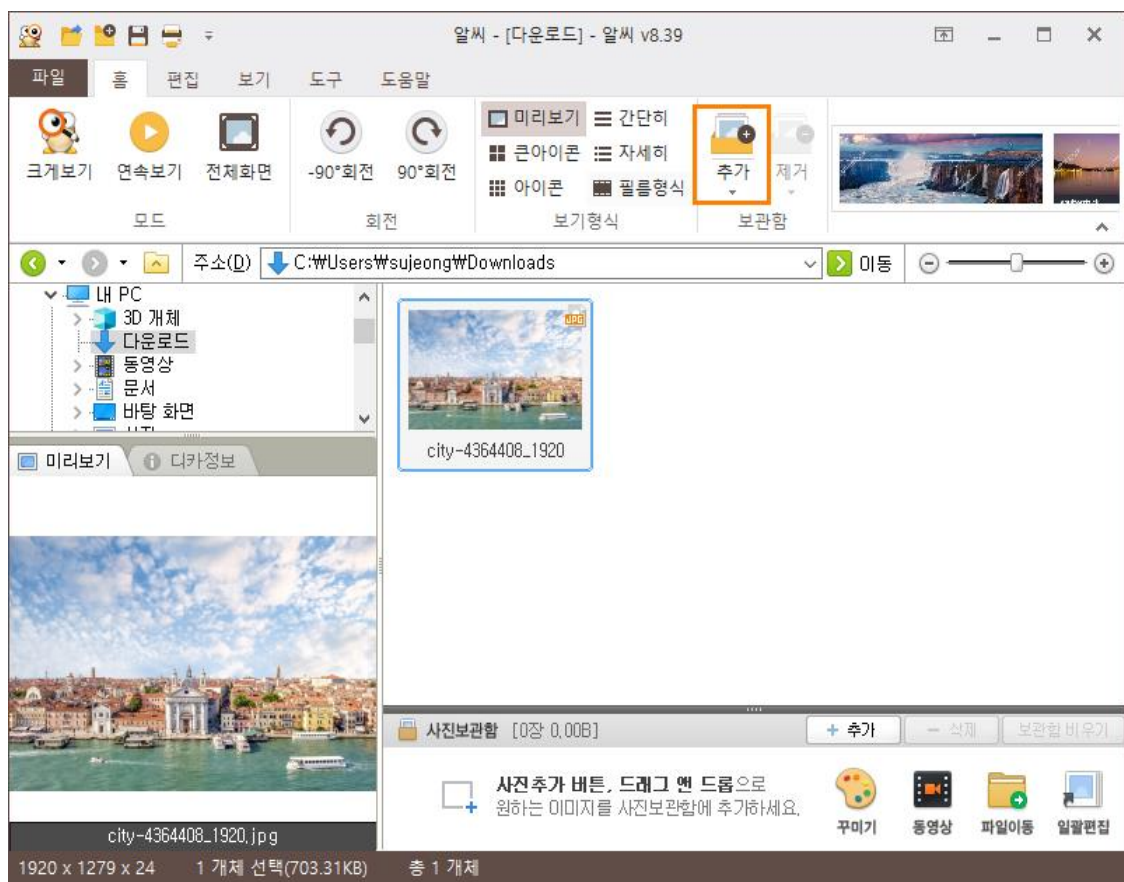 알씨 - [다운로드] - 알씨 v8.39
파일 홈 편집 보기 도구 도움말
크게보기 연속보기 전체화면
모드
-90°회전 90°회전
회전
미리보기 간단히
큰아이콘 자세히
아이콘 필름형식
보기형식
추가 제거
보관함
주소(D) C:₩Users₩sujeong₩Downloads 이동
내 PC
3D 개체
다운로드
동영상
문서
바탕 화면
미리보기 디카정보
city-4364408_1920.jpg
JPG
city-4364408_1920
사진보관함 [0장 0,00B] + 추가 - 삭제 보관함 비우기
사진추가 버튼, 드래그 앤 드롭으로
원하는 이미지를 사진보관함에 추가하세요.
꾸미기 동영상 파일이동 일괄편집
1920 x 1279 x 24 1 개체 선택(703.31KB) 총 1 개체